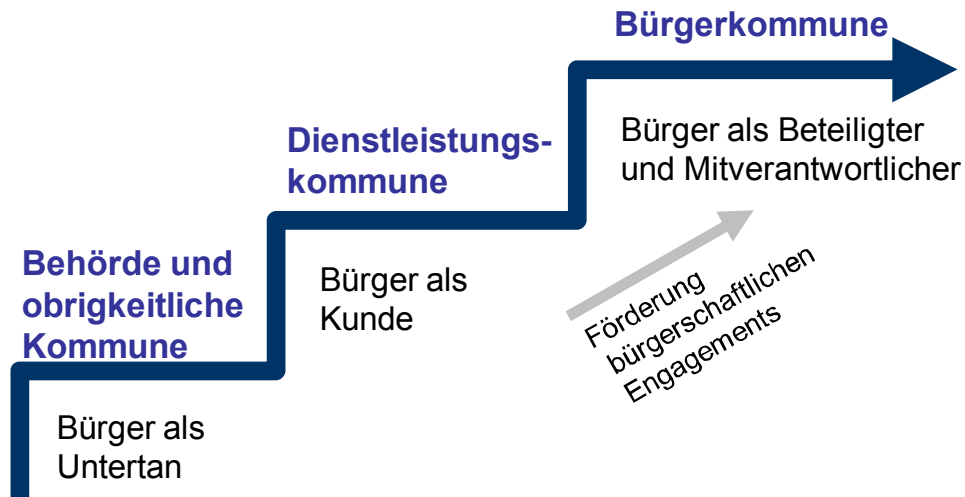 Bürgerkommune
Bürger als Beteiligter
und Mitverantwortlicher
Dienstleistungs-
kommune
Bürger als
Kunde
Förderung
bürgerschaftlichen
Engagements
Behörde und
obrigkeitliche
Kommune
Bürger als
Untertan